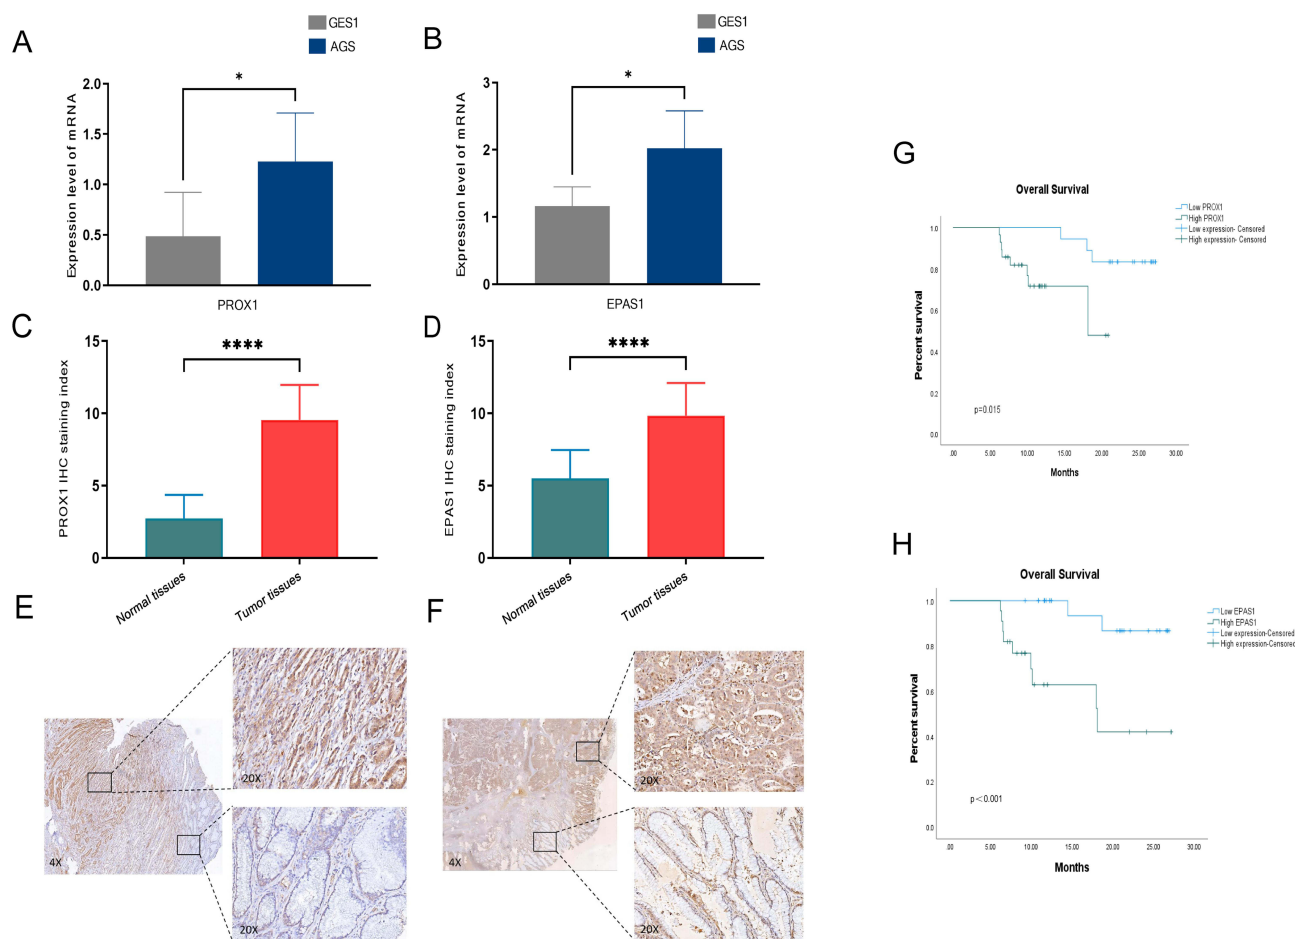 A
GES1
AGS
Expression level of mRNA
2.0
1.5
1.0
0.5
0.0
*
PROX1
B
GES1
AGS
Expression level of mRNA
3
2
1
0
*
EPAS1
C
PROX1 IHC staining index
15
10
5
0
****
Normal tissues
Tumor tissues
D
EPAS1 IHC staining index
15
10
5
0
****
Normal tissues
Tumor tissues
E
4X
20X
20X
F
4X
20X
20X
G
Overall Survival
Low PROX1
High PROX1
Low expression- Censored
High expression- Censored
Percent survival
1.0
0.8
0.6
0.4
0.2
0.0
p=0.015
.00 5.00 10.00 15.00 20.00 25.00 30.00
Months
H
Overall Survival
Low EPAS1
High EPAS1
Low expression-Censored
High expression-Censored
Percent survival
1.0
0.8
0.6
0.4
0.2
0.0
p<0.001
.00 5.00 10.00 15.00 20.00 25.00 30.00
Months